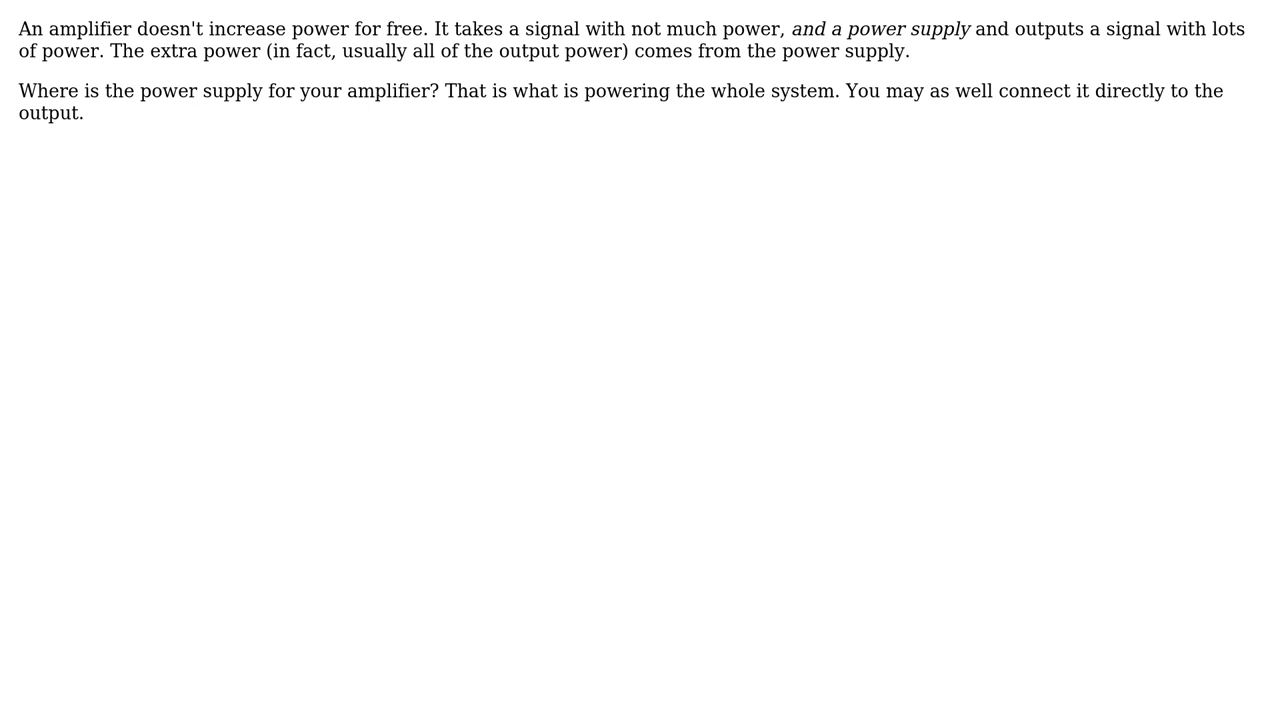 An amplifier doesn't increase power for free. It takes a signal with not much power, and a power supply and outputs a signal with lots
of power. The extra power (in fact, usually all of the output power) comes from the power supply.
Where is the power supply for your amplifier? That is what is powering the whole system. You may as well connect it directly to the
output.